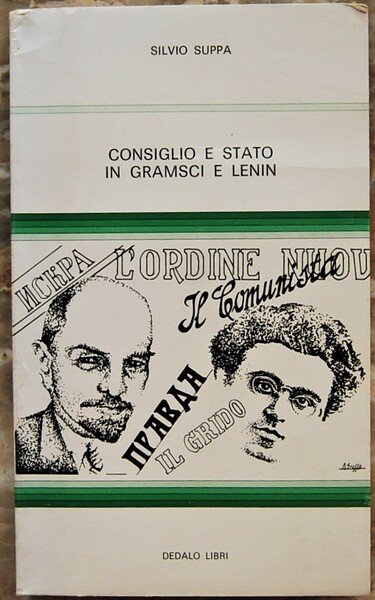 SILVIO SUPPA
CONSIGLIO E STATO
IN GRAMSCI E LENIN
ИСКРА
L'ORDINE NUOV
Il Comunista
ПРАВДА
IL GRIDO
DEDALO LIBRI